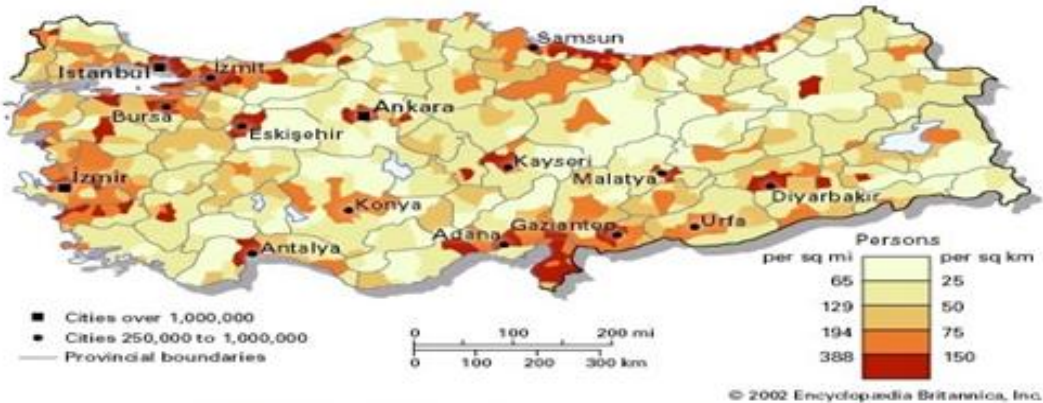 Samsun
Istanbul
İzmit
Bursa
Ankara
Eskişehir
Kayseri
İzmir
Malatya
Diyarbakır
Konya
Gaziantep
Urfa
Adana
Antalya
Persons
per sq mi per sq km
65 25
129 50
194 75
388 150
Cities over 1,000,000
Cities 250,000 to 1,000,000
Provincial boundaries
0 100 200 mi
0 100 200 300 km
© 2002 Encyclopædia Britannica, Inc.